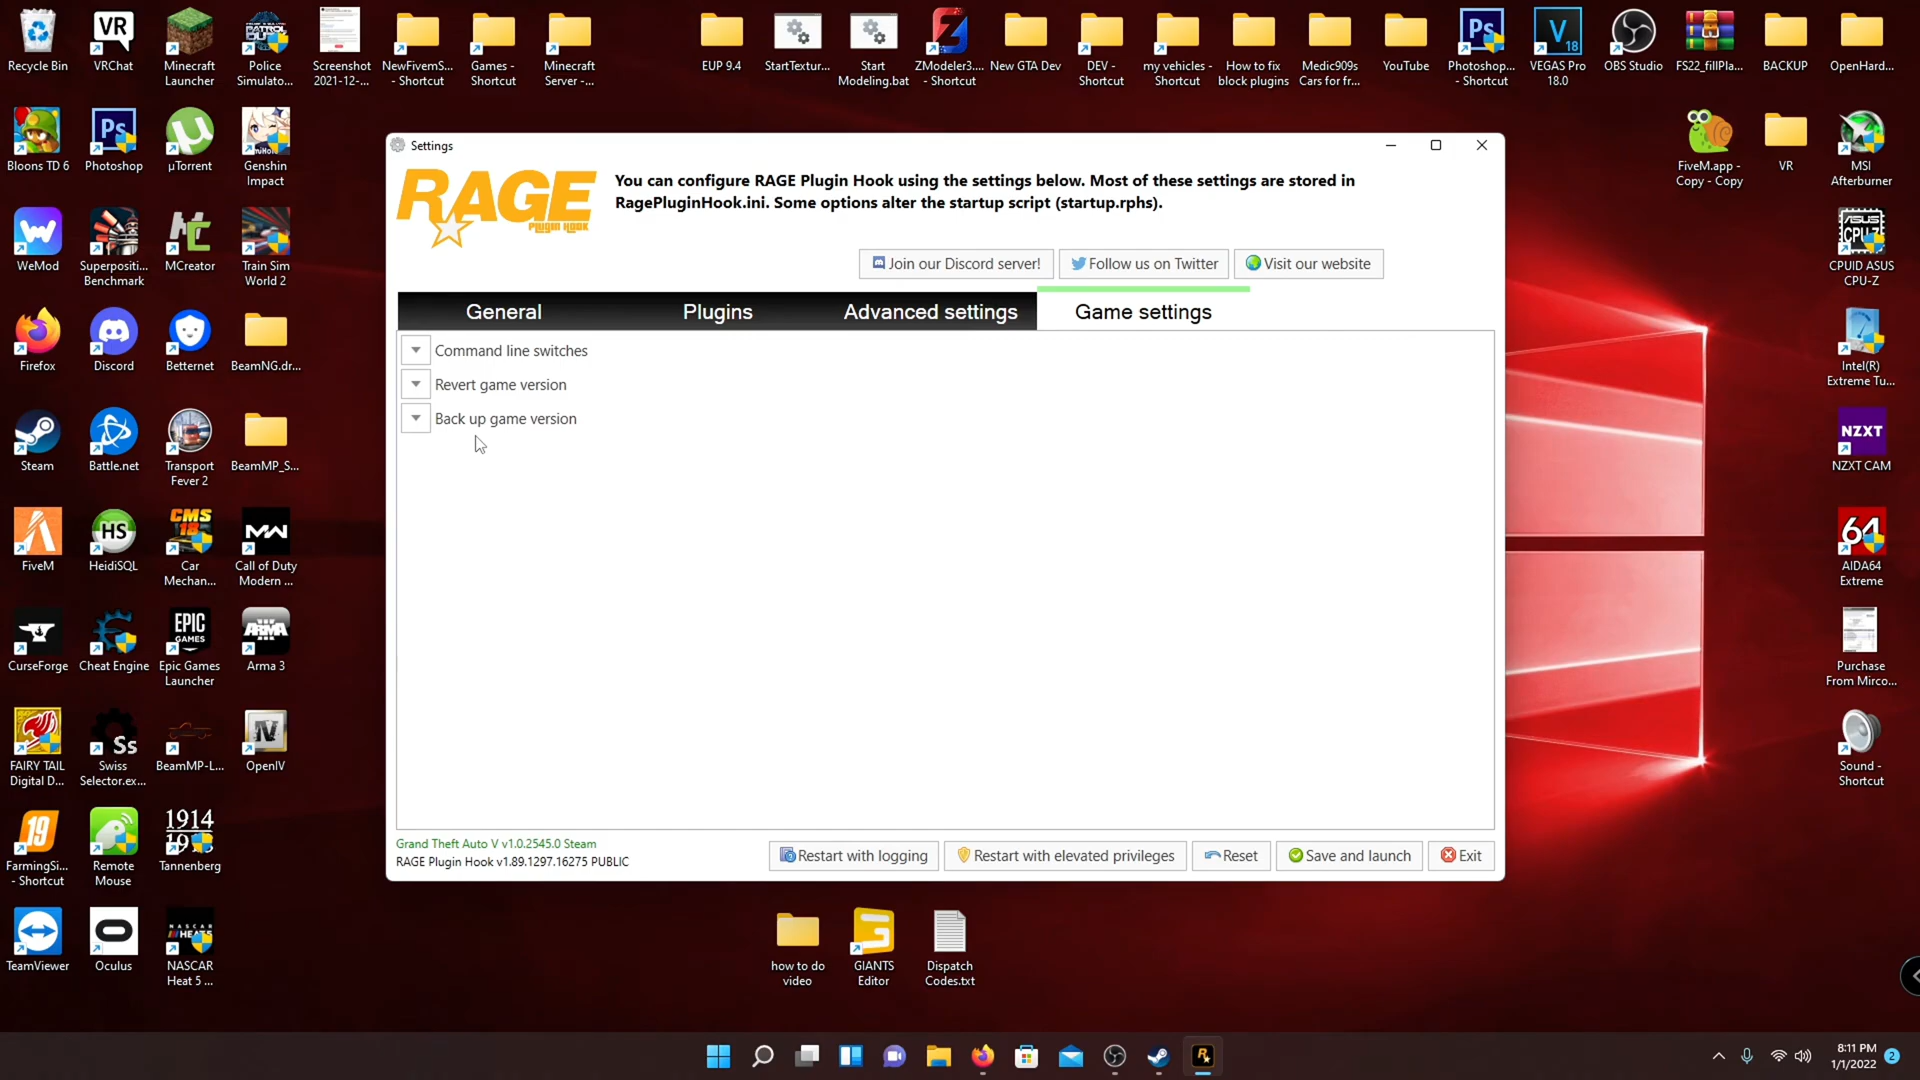 Recycle Bin
VRChat
Minecraft
Launcher
Police
Simulato...
Screenshot
2021-12-...
NewFivemS...
- Shortcut
Games -
Shortcut
Minecraft
Server -...
EUP 9.4
StartTextur...
Start
Modeling.bat
ZModeler3....
- Shortcut
New GTA Dev
DEV -
Shortcut
my vehicles -
Shortcut
How to fix
block plugins
Medic909s
Cars for fr...
YouTube
Photoshop...
- Shortcut
VEGAS Pro
18.0
OBS Studio
FS22_fillPla...
BACKUP
OpenHard...
Bloons TD 6
Photoshop
µTorrent
Genshin
Impact
FiveM.app -
Copy - Copy
VR
MSI
Afterburner
Settings
RAGE
PLUGIN HOOK
You can configure RAGE Plugin Hook using the settings below. Most of these settings are stored in
RagePluginHook.ini. Some options alter the startup script (startup.rphs).
Join our Discord server!
Follow us on Twitter
Visit our website
General
Plugins
Advanced settings
Game settings
Command line switches
Revert game version
Back up game version
Grand Theft Auto V v1.0.2545.0 Steam
RAGE Plugin Hook v1.89.1297.16275 PUBLIC
Restart with logging
Restart with elevated privileges
Reset
Save and launch
Exit
WeMod
Superpositi...
Benchmark
MCreator
Train Sim
World 2
CPUID ASUS
CPU-Z
Firefox
Discord
Betternet
BeamNG.dr...
Intel(R)
Extreme Tu...
Steam
Battle.net
Transport
Fever 2
BeamMP_S...
NZXT
NZXT CAM
FiveM
HeidiSQL
Car
Mechan...
Call of Duty
Modern ...
64
AIDA64
Extreme
CurseForge
Cheat Engine
Epic Games
Launcher
Arma 3
Purchase
From Mirco...
FAIRY TAIL
Digital D...
Swiss
Selector.ex...
BeamMP-L...
OpenIV
Sound -
Shortcut
FarmingSi...
- Shortcut
Remote
Mouse
Tannenberg
TeamViewer
Oculus
NASCAR
Heat 5 ...
how to do
video
GIANTS
Editor
Dispatch
Codes.txt
8:11 PM
1/1/2022
2